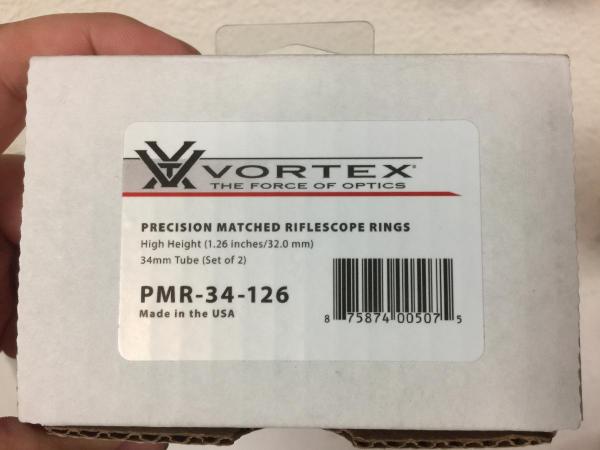 VORTEX®
THE FORCE OF OPTICS
PRECISION MATCHED RIFLESCOPE RINGS
High Height (1.26 inches/32.0 mm)
34mm Tube (Set of 2)
PMR-34-126
Made in the USA
8 75874 00507 5